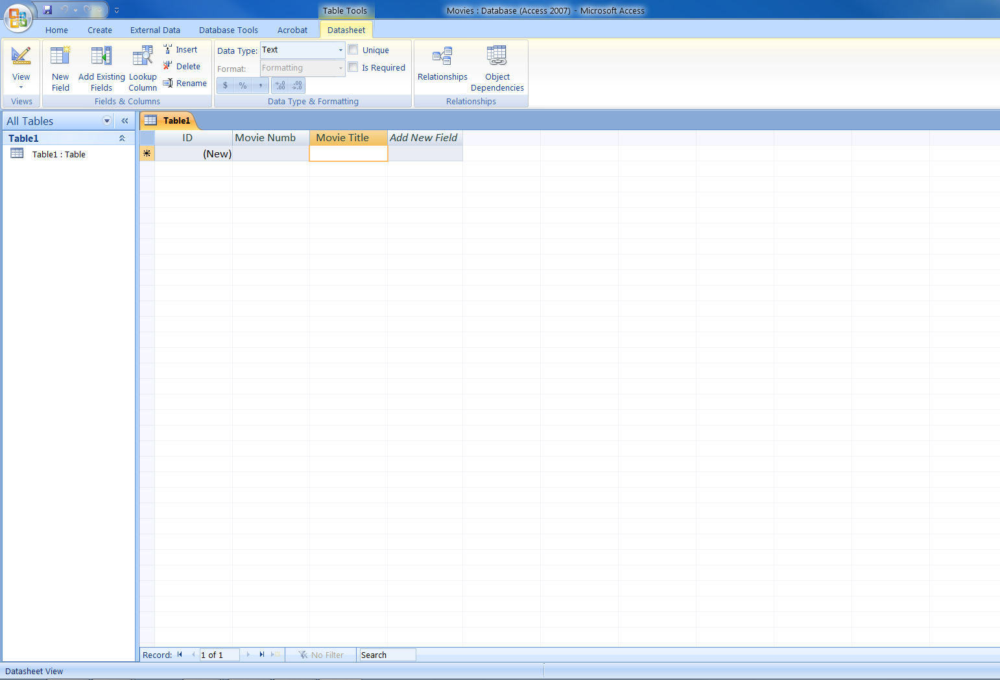 Table Tools
Movies : Database (Access 2007) - Microsoft Access
Home Create External Data Database Tools Acrobat Datasheet
View
Views
New Field
Add Existing Fields
Lookup Column
Insert
Delete
Rename
Fields & Columns
Data Type: Text
Format: Formatting
$ % , .00 .00 .0
Unique
Is Required
Data Type & Formatting
Relationships
Object Dependencies
Relationships
All Tables
Table1
Table1 : Table
Table1
ID Movie Numb Movie Title Add New Field
(New)
Record: 1 of 1 No Filter Search
Datasheet View